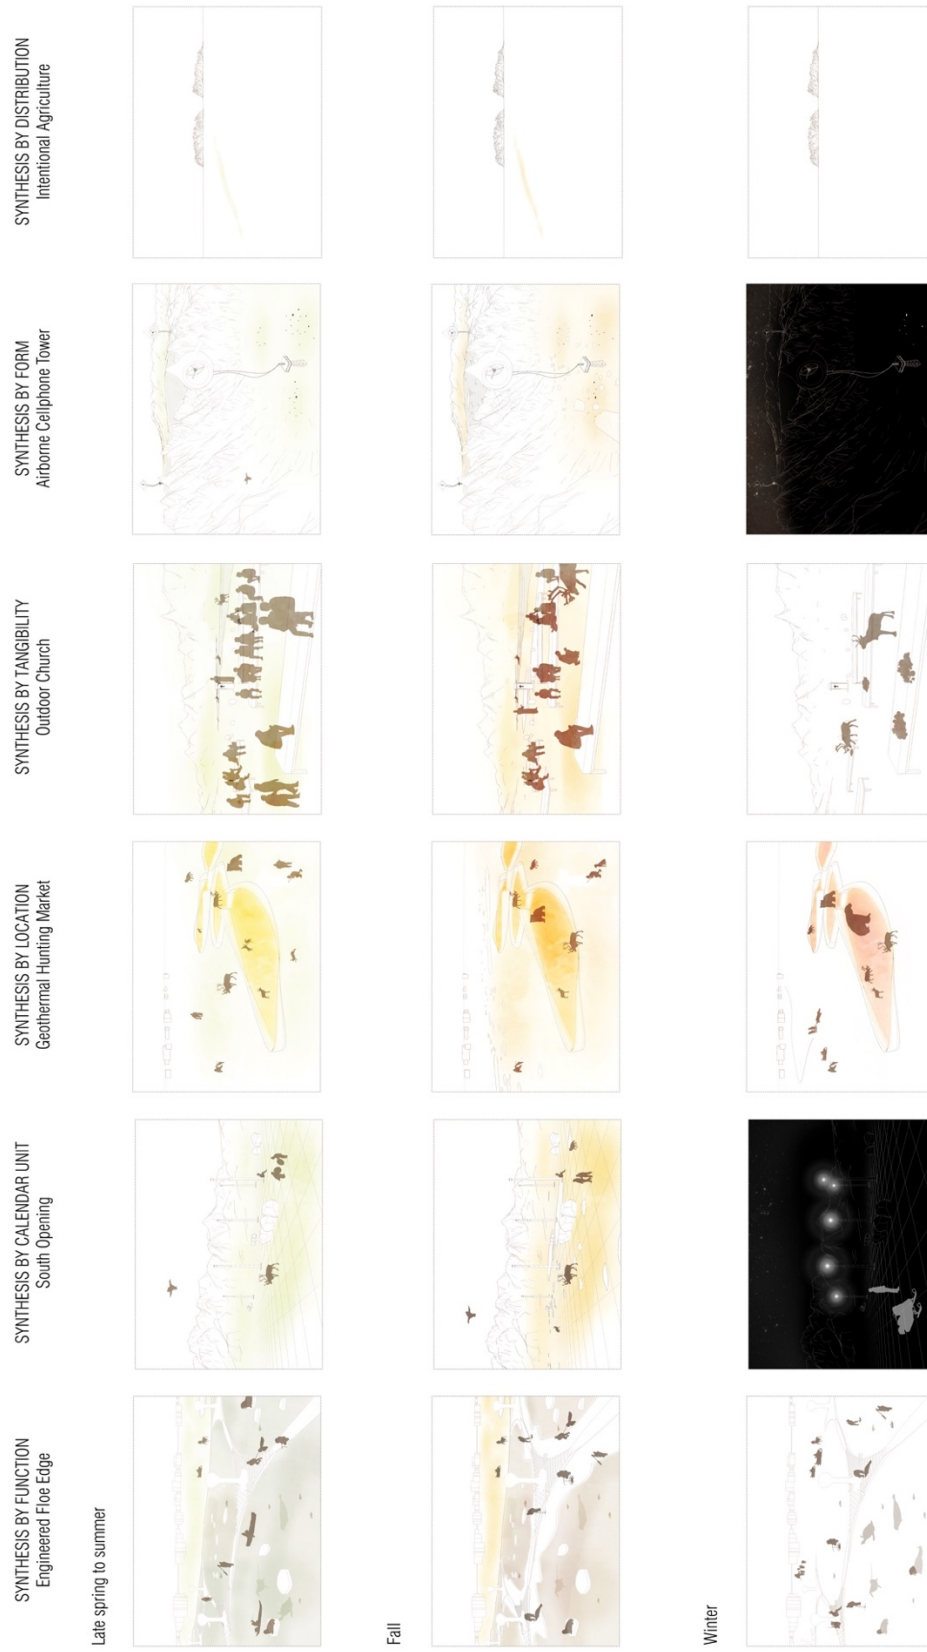 SYNTHESIS BY FUNCTION
Engineered Floe Edge
SYNTHESIS BY CALENDAR UNIT
South Opening
SYNTHESIS BY LOCATION
Geothermal Hunting Market
SYNTHESIS BY TANGIBILITY
Outdoor Church
SYNTHESIS BY FORM
Airborne Cellphone Tower
SYNTHESIS BY DISTRIBUTION
Intentional Agriculture
Late spring to summer
Fall
Winter